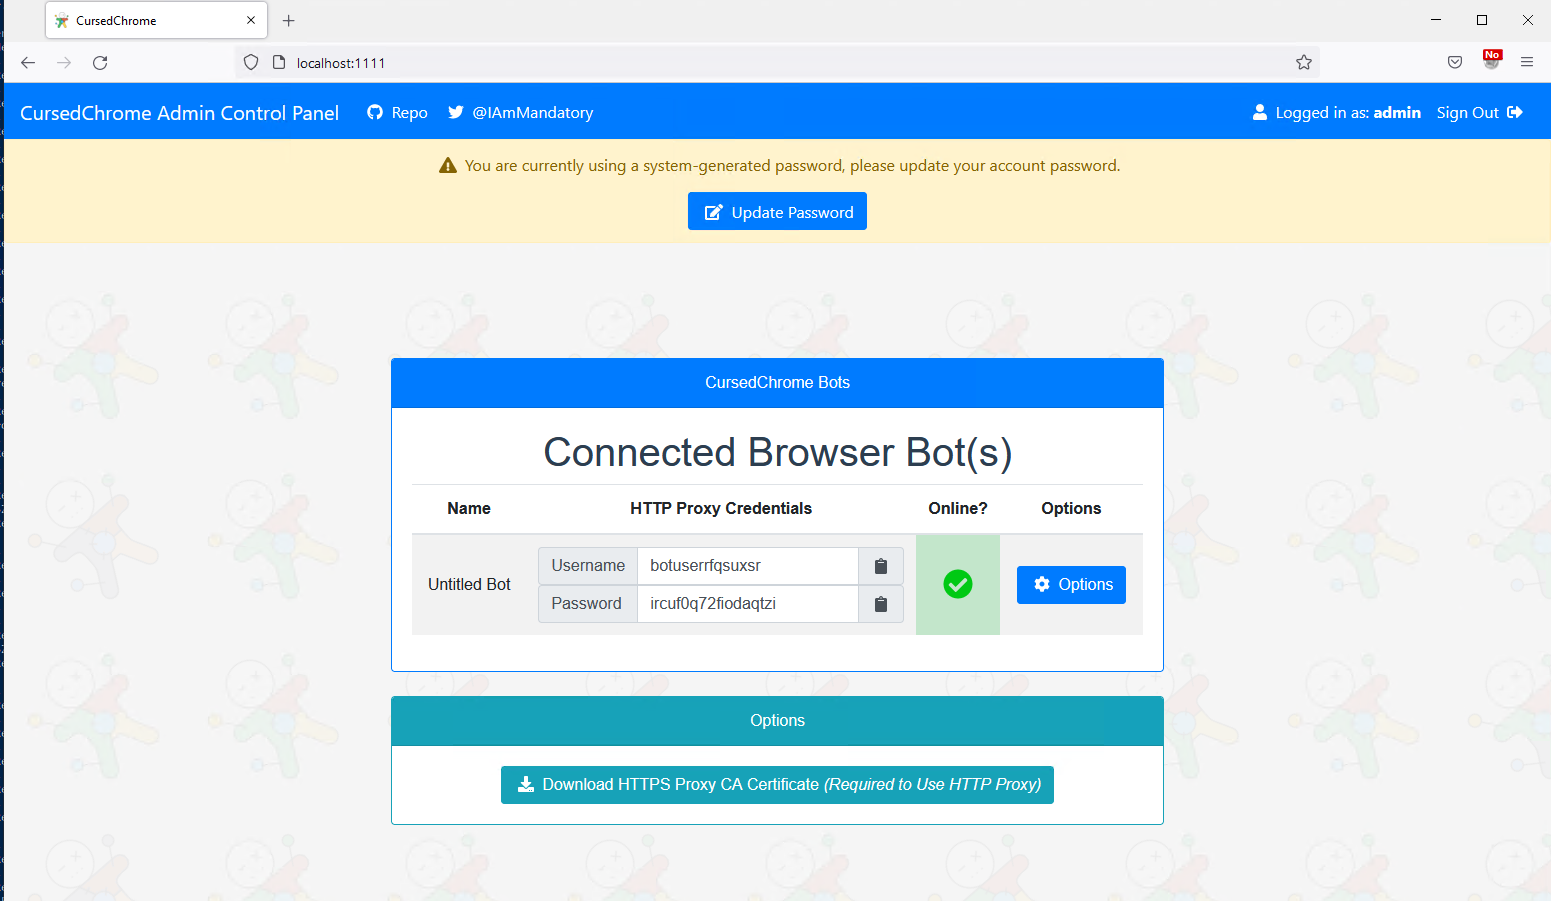 CursedChrome
localhost:1111
No
CursedChrome Admin Control Panel Repo @IAmMandatory Logged in as: admin Sign Out
You are currently using a system-generated password, please update your account password.
Update Password
CursedChrome Bots
Connected Browser Bot(s)
Name HTTP Proxy Credentials Online? Options
Untitled Bot Username botuserrfqsuxsr Options
Password ircuf0q72fiodaqtzi
Options
Download HTTPS Proxy CA Certificate (Required to Use HTTP Proxy)